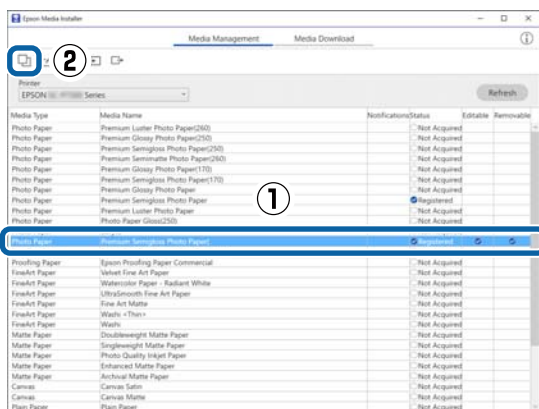 Epson Media Installer
Media Management Media Download
②
Printer
EPSON Series
Refresh
Media Type Media Name Notifications Status Editable Removable
Photo Paper Premium Luster Photo Paper(260) Not Acquired
Photo Paper Premium Glossy Photo Paper(250) Not Acquired
Photo Paper Premium Semigloss Photo Paper(250) Not Acquired
Photo Paper Premium Semimatte Photo Paper(260) Not Acquired
Photo Paper Premium Glossy Photo Paper(170) Not Acquired
Photo Paper Premium Semigloss Photo Paper(170) Not Acquired
Photo Paper Premium Glossy Photo Paper Not Acquired
Photo Paper Premium Semigloss Photo Paper Registered
①
Photo Paper Premium Luster Photo Paper Not Acquired
Photo Paper Photo Paper Gloss(250) Not Acquired
Photo Paper Premium Semigloss Photo Paper( Registered
Proofing Paper Epson Proofing Paper Commercial Not Acquired
FineArt Paper Velvet Fine Art Paper Not Acquired
FineArt Paper Watercolor Paper - Radiant White Not Acquired
FineArt Paper UltraSmooth Fine Art Paper Not Acquired
FineArt Paper Fine Art Matte Not Acquired
FineArt Paper Washi <Thin> Not Acquired
FineArt Paper Washi Not Acquired
Matte Paper Doubleweight Matte Paper Not Acquired
Matte Paper Singleweight Matte Paper Not Acquired
Matte Paper Photo Quality Inkjet Paper Not Acquired
Matte Paper Enhanced Matte Paper Not Acquired
Matte Paper Archival Matte Paper Not Acquired
Canvas Canvas Satin Not Acquired
Canvas Canvas Matte Not Acquired
Plain Paper Plain Paper Not Acquired